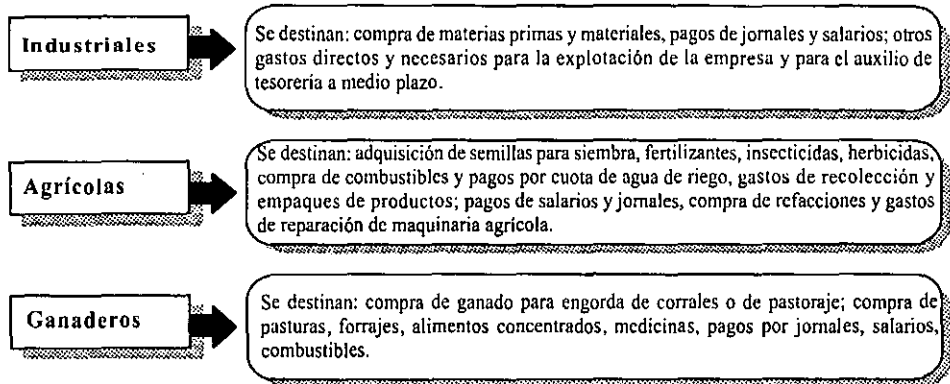 Industriales
Se destinan: compra de materias primas y materiales, pagos de jornales y salarios; otros
gastos directos y necesarios para la explotación de la empresa y para el auxilio de
tesorería a medio plazo.
Agrícolas
Se destinan: adquisición de semillas para siembra, fertilizantes, insecticidas, herbicidas,
compra de combustibles y pagos por cuota de agua de riego, gastos de recolección y
empaques de productos; pagos de salarios y jornales, compra de refacciones y gastos
de reparación de maquinaria agrícola.
Ganaderos
Se destinan: compra de ganado para engorda de corrales o de pastoraje; compra de
pasturas, forrajes, alimentos concentrados, medicinas, pagos por jornales, salarios,
combustibles.